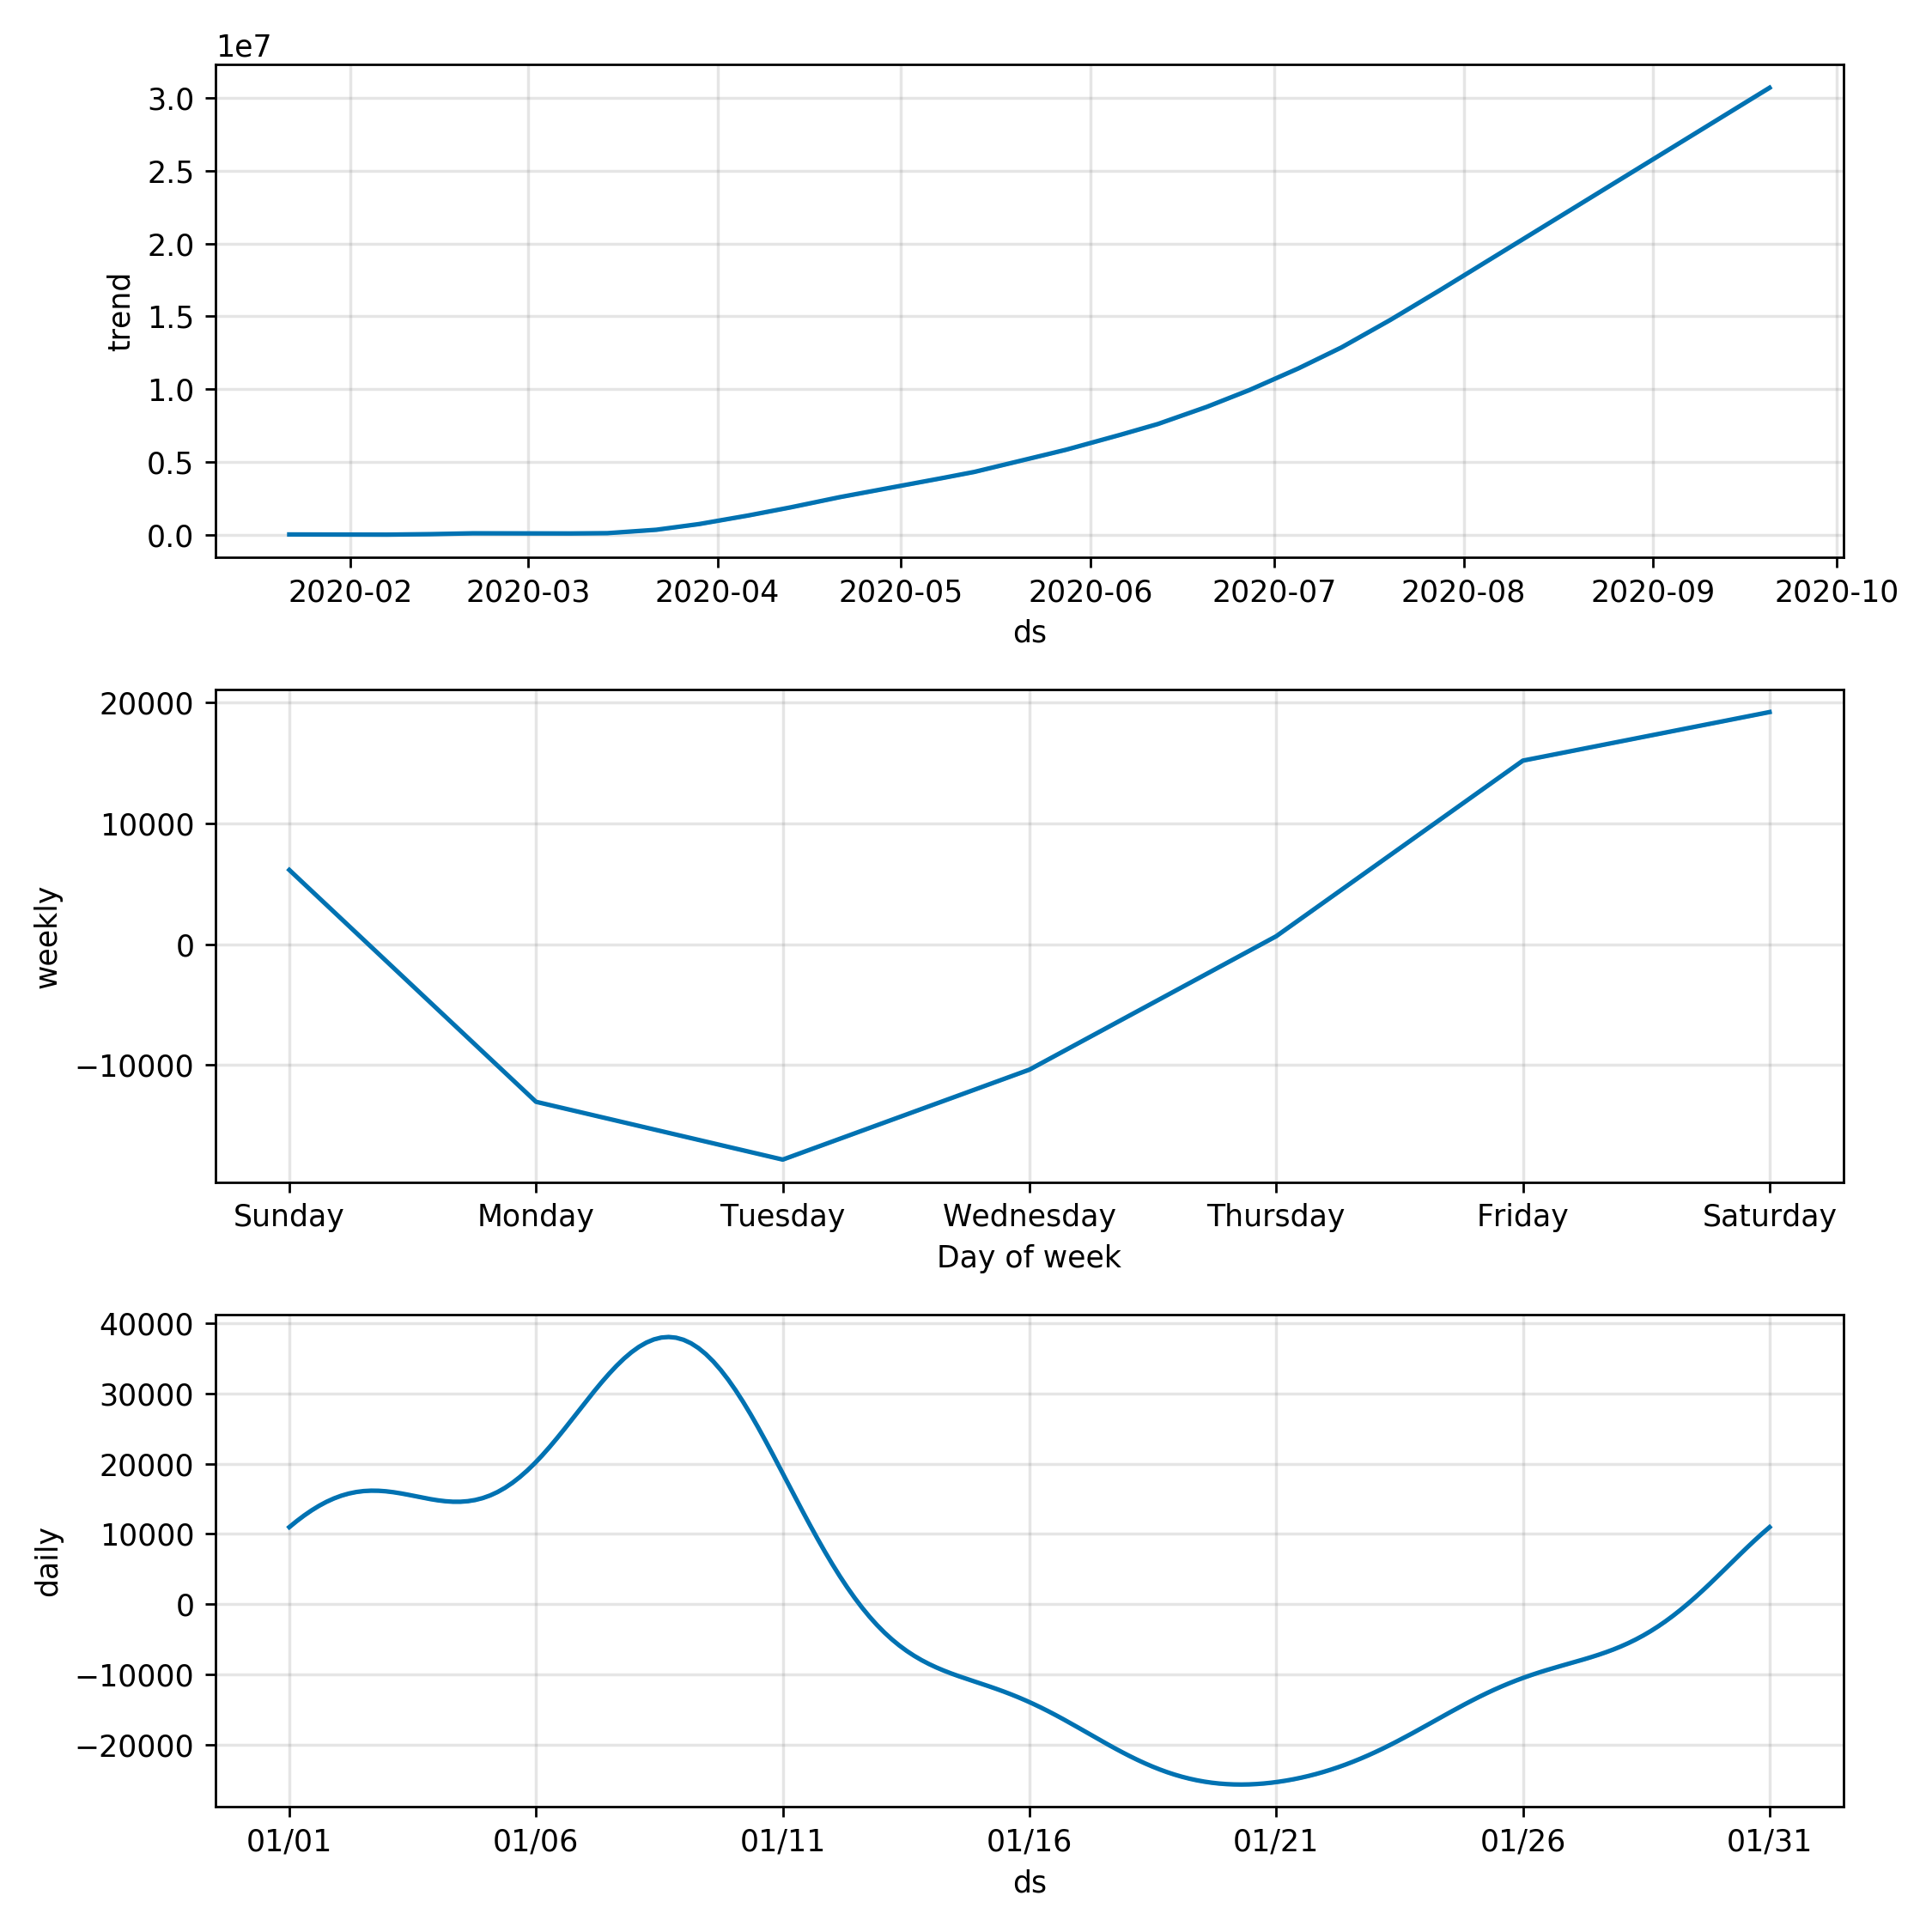 1e7
3.0
2.5
2.0
1.5
1.0
0.5
0.0
trend
2020-02 2020-03 2020-04 2020-05 2020-06 2020-07 2020-08 2020-09 2020-10
ds
20000
10000
0
−10000
weekly
Sunday Monday Tuesday Wednesday Thursday Friday Saturday
Day of week
40000
30000
20000
10000
0
−10000
−20000
daily
01/01 01/06 01/11 01/16 01/21 01/26 01/31
ds